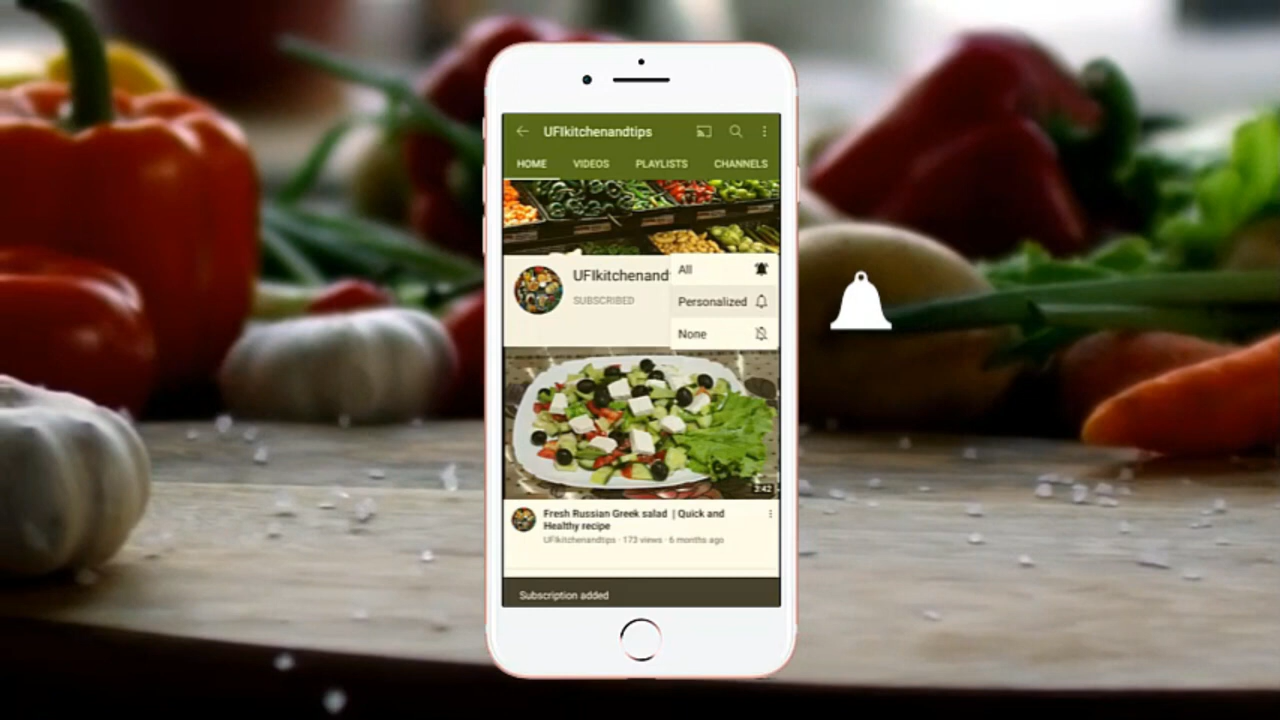 UFIkitchenandtips
HOME VIDEOS PLAYLISTS CHANNELS
UFIkitchenand
SUBSCRIBED
All
Personalized
None
3:42
Fresh Russian Greek salad | Quick and
Healthy recipe
UFIkitchenandtips · 173 views · 6 months ago
Subscription added